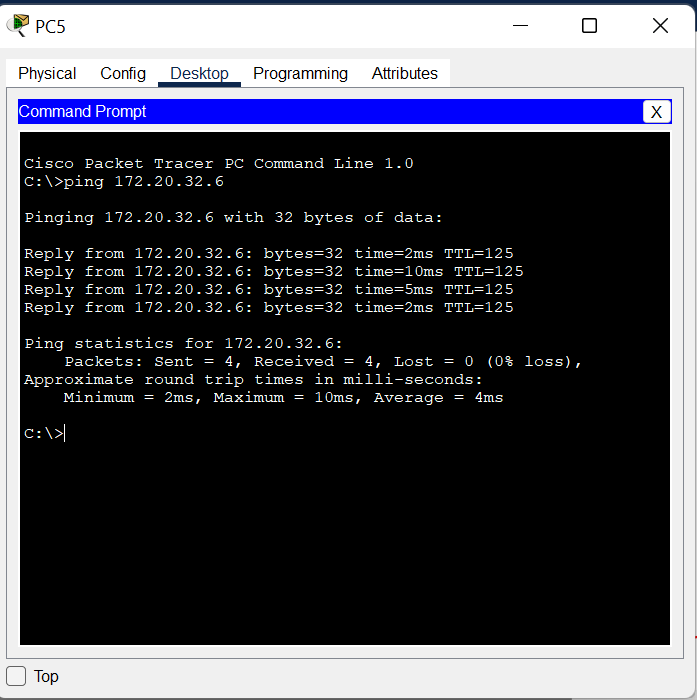 PC5
Physical Config Desktop Programming Attributes
Command Prompt X
Cisco Packet Tracer PC Command Line 1.0
C:\>ping 172.20.32.6
Pinging 172.20.32.6 with 32 bytes of data:
Reply from 172.20.32.6: bytes=32 time=2ms TTL=125
Reply from 172.20.32.6: bytes=32 time=10ms TTL=125
Reply from 172.20.32.6: bytes=32 time=5ms TTL=125
Reply from 172.20.32.6: bytes=32 time=2ms TTL=125
Ping statistics for 172.20.32.6:
Packets: Sent = 4, Received = 4, Lost = 0 (0% loss),
Approximate round trip times in milli-seconds:
Minimum = 2ms, Maximum = 10ms, Average = 4ms
C:\>
Top